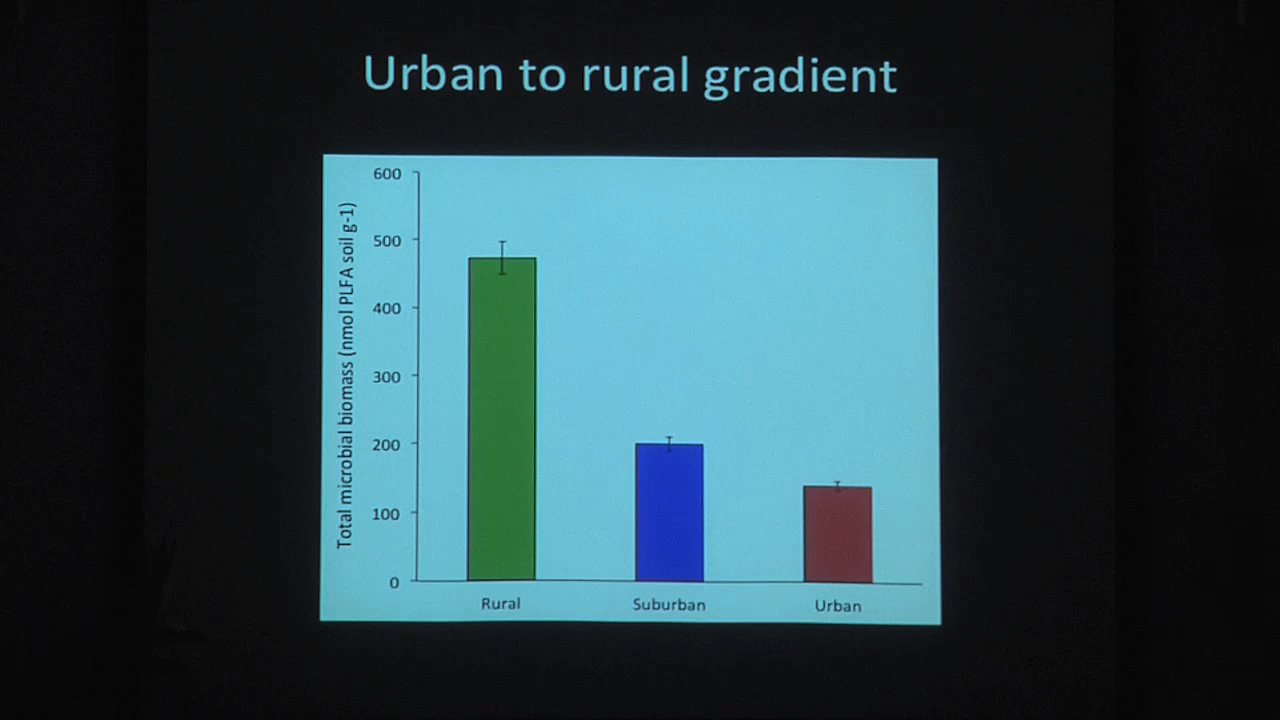 Urban to rural gradient
Total microbial biomass (nmol PLFA soil g-1)
600
500
400
300
200
100
0
Rural
Suburban
Urban